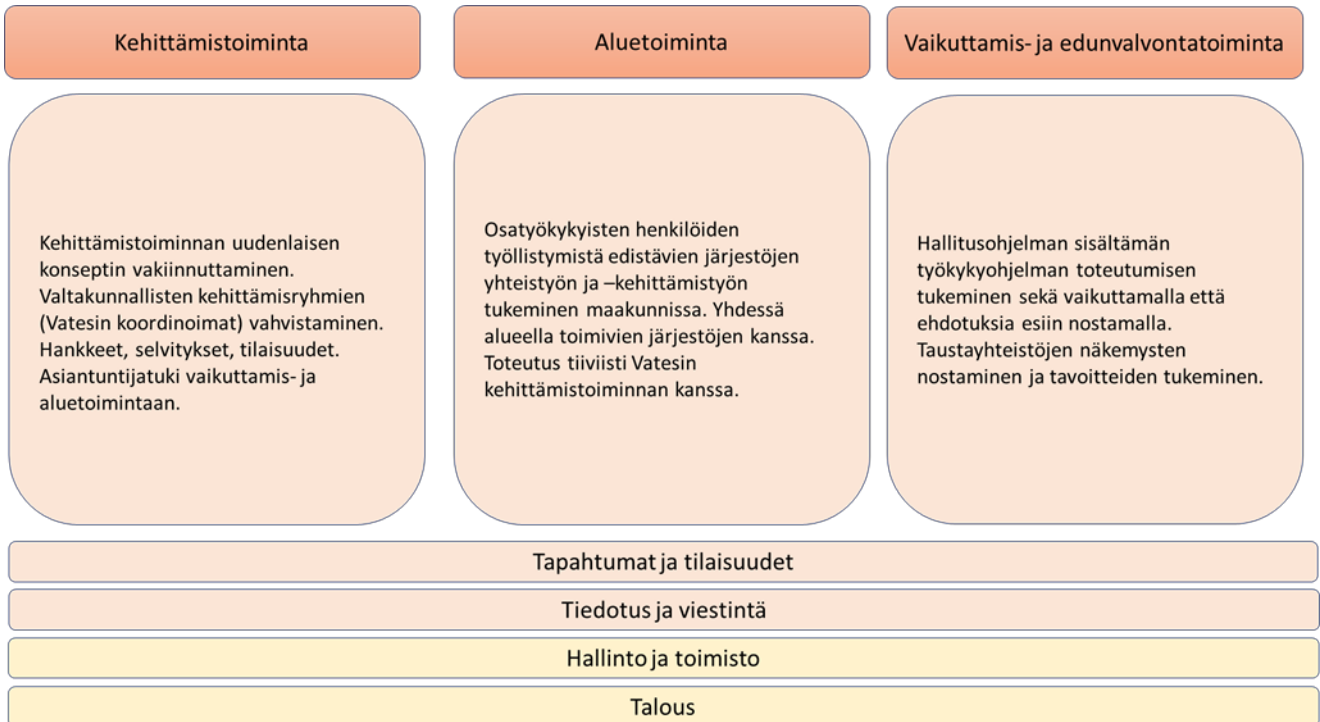 Kehittämistoiminta
Aluetoiminta
Vaikuttamis- ja edunvalvontatoiminta
Kehittämistoiminnan uudenlaisen
konseptin vakiinnuttaminen.
Valtakunnallisten kehittämisryhmien
(Vatesin koordinoimat) vahvistaminen.
Hankkeet, selvitykset, tilaisuudet.
Asiantuntijatuki vaikuttamis- ja
aluetoimintaan.
Osatyökykyisten henkilöiden
työllistymistä edistävien järjestöjen
yhteistyön ja –kehittämistyön
tukeminen maakunnissa. Yhdessä
alueella toimivien järjestöjen kanssa.
Toteutus tiiviisti Vatesin
kehittämistoiminnan kanssa.
Hallitusohjelman sisältämän
työkykyohjelman toteutumisen
tukeminen sekä vaikuttamalla että
ehdotuksia esiin nostamalla.
Taustayhteistöjen näkemysten
nostaminen ja tavoitteiden tukeminen.
Tapahtumat ja tilaisuudet
Tiedotus ja viestintä
Hallinto ja toimisto
Talous